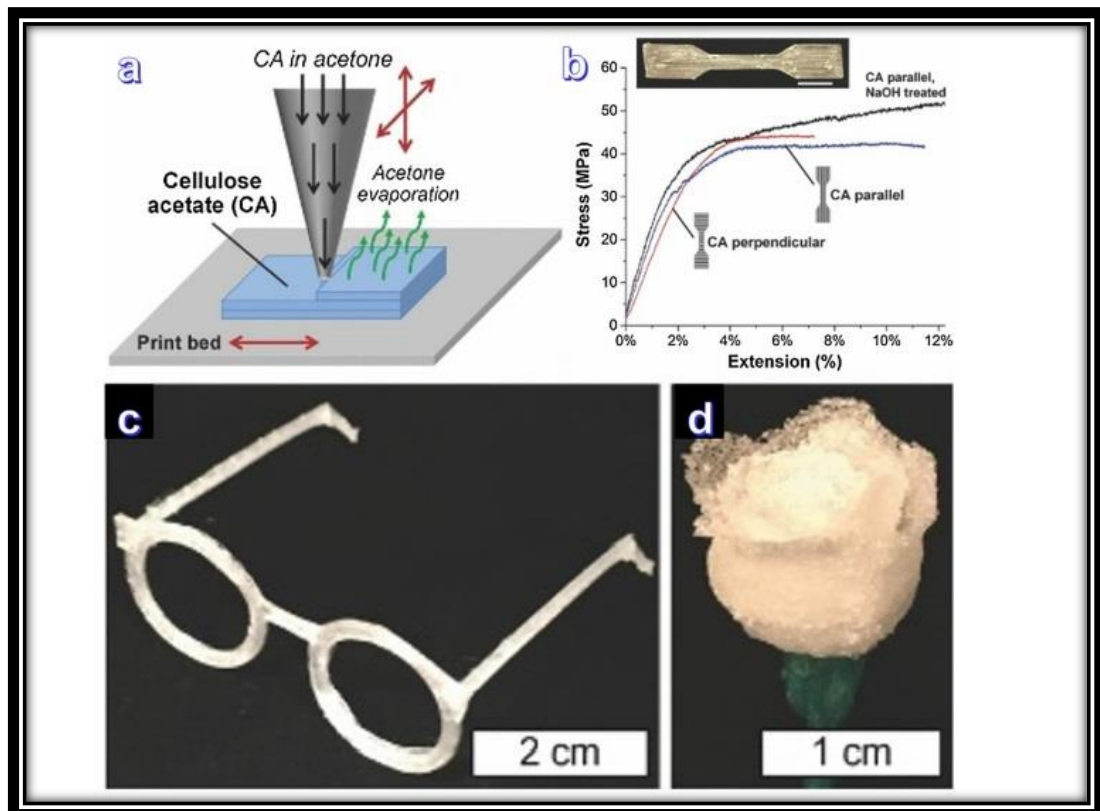 a
CA in acetone
Cellulose
acetate (CA)
Acetone
evaporation
Print bed
b
60
50
40
30
20
10
0
Stress (MPa)
CA parallel,
NaOH treated
CA parallel
CA perpendicular
0%
2%
4%
6%
8%
10%
12%
Extension (%)
c
2 cm
d
1 cm